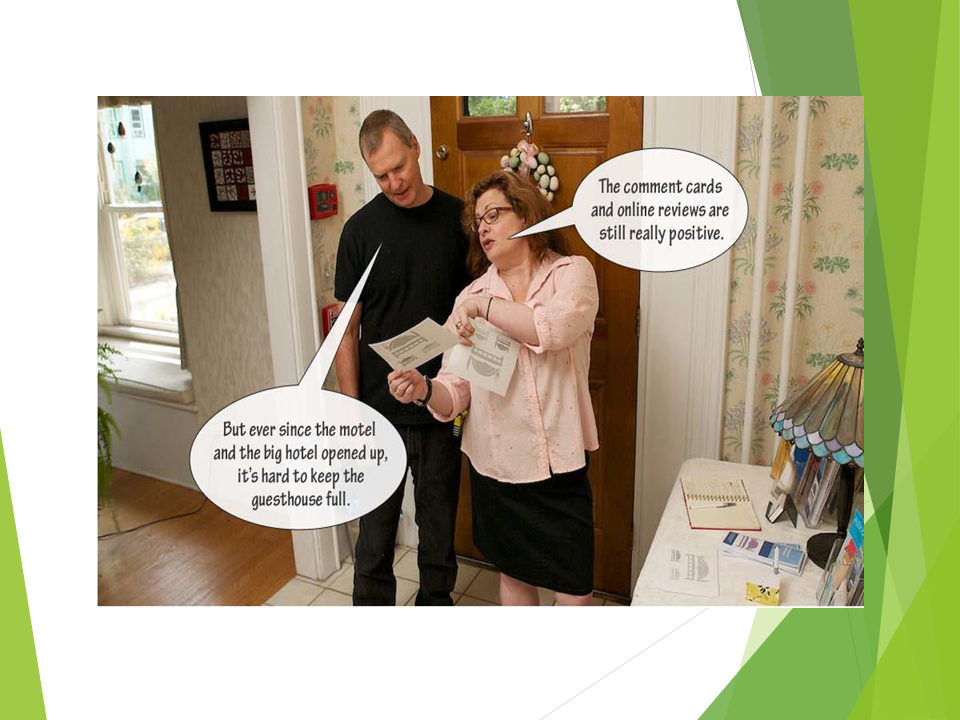 The comment cards
and online reviews are
still really positive.
But ever since the motel
and the big hotel opened up,
it's hard to keep the
guesthouse full.